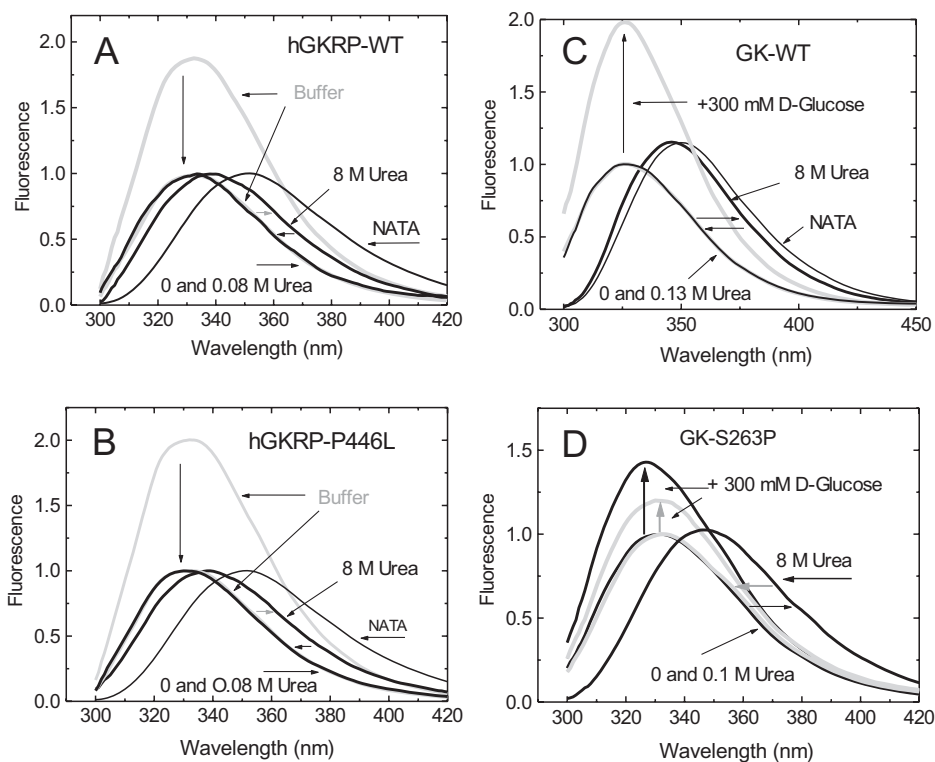 A
hGKRP-WT
Buffer
8 M Urea
NATA
0 and 0.08 M Urea
Fluorescence
0.0
0.5
1.0
1.5
2.0
300
320
340
360
380
400
420
Wavelength (nm)
C
GK-WT
+300 mM D-Glucose
8 M Urea
NATA
0 and 0.13 M Urea
Fluorescence
0.0
0.5
1.0
1.5
2.0
300
350
400
450
Wavelength (nm)
B
hGKRP-P446L
Buffer
8 M Urea
NATA
0 and O.08 M Urea
Fluorescence
0.0
0.5
1.0
1.5
2.0
300
320
340
360
380
400
420
Wavelength (nm)
D
GK-S263P
+ 300 mM D-Glucose
8 M Urea
0 and 0.1 M Urea
Fluorescence
0.0
0.5
1.0
1.5
300
320
340
360
380
400
420
Wavelength (nm)